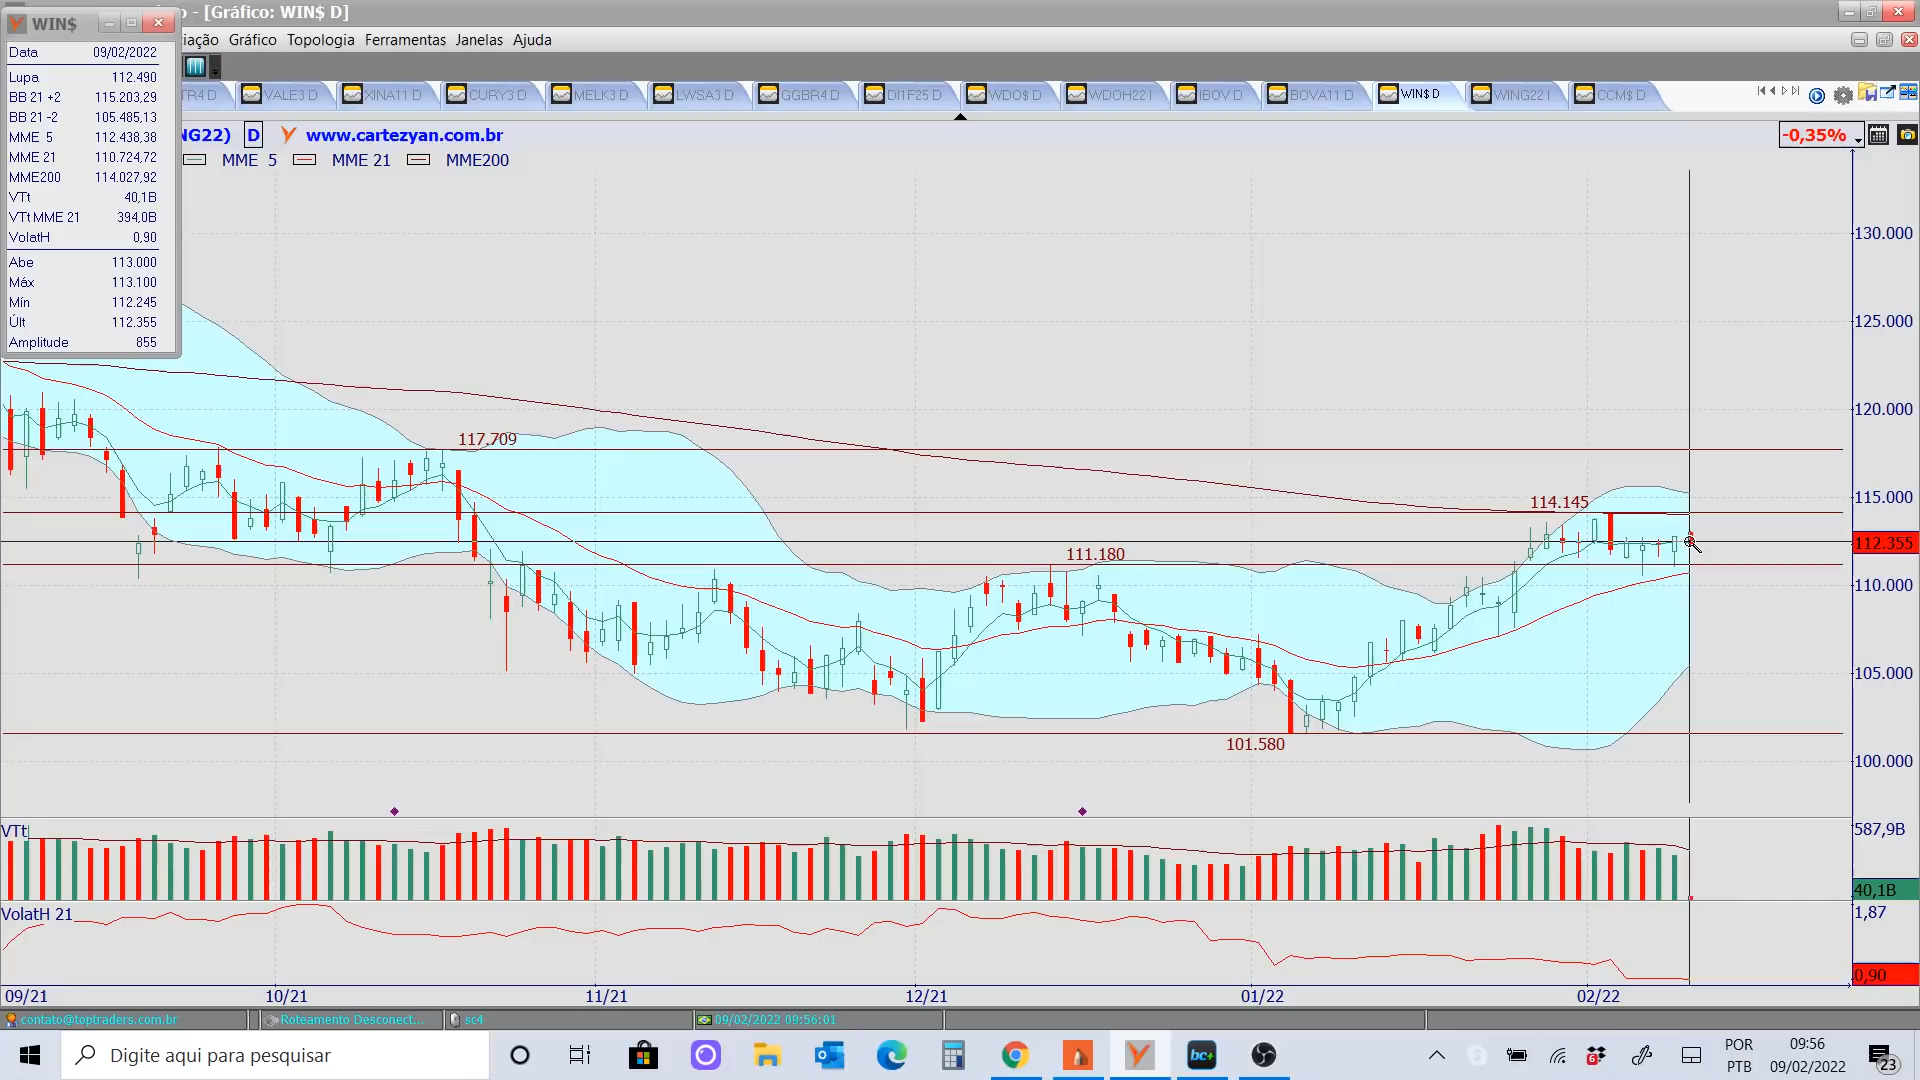 o - [Gráfico: WIN$ D]
WIN$
iação Gráfico Topologia Ferramentas Janelas Ajuda
TR4 D VALE3 D XINA11 D CURY3 D MELK3 D LWSA3 D GGBR4 D DI1F25 D WDO$ D WDOH22 I IBOV D BOVA11 D WIN$ D WING22 I CCM$ D
NG22) D www.cartezyan.com.br
-0,35%
MME 5 MME 21 MME200
Data 09/02/2022
Lupa 112.490
BB 21 +2 115.203,29
BB 21 -2 105.485,13
MME 5 112.438,38
MME 21 110.724,72
MME200 114.027,92
VTt 40,1B
VTt MME 21 394,0B
VolatH 0,90
Abe 113.000
Máx 113.100
Mín 112.245
Últ 112.355
Amplitude 855
130.000
125.000
120.000
117.709
115.000
114.145
112.355
111.180
110.000
105.000
101.580
100.000
VTt
587,9B
40,1B
VolatH 21
1,87
0,90
09/21 10/21 11/21 12/21 01/22 02/22
contato@toptraders.com.br Roteamento Desconect... sc4 09/02/2022 09:56:01
Digite aqui para pesquisar
bc+
6
POR
PTB
09:56
09/02/2022
23